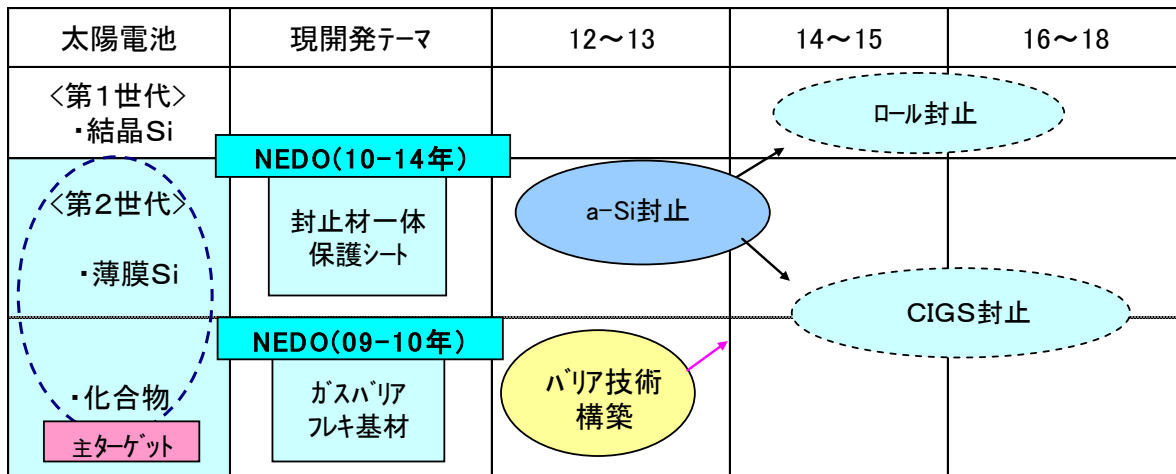 太陽電池
現開発テーマ
12～13
14～15
16～18
<第１世代>
・結晶Si
ﾛｰﾙ封止
NEDO(10-14年)
<第２世代>
封止材一体
保護ｼｰﾄ
a-Si封止
・薄膜Si
CIGS封止
NEDO(09-10年)
・化合物
主ﾀｰｹﾞｯﾄ
ｶﾞｽﾊﾞﾘｱ
ﾌﾚｷ基材
ﾊﾞﾘｱ技術
構築